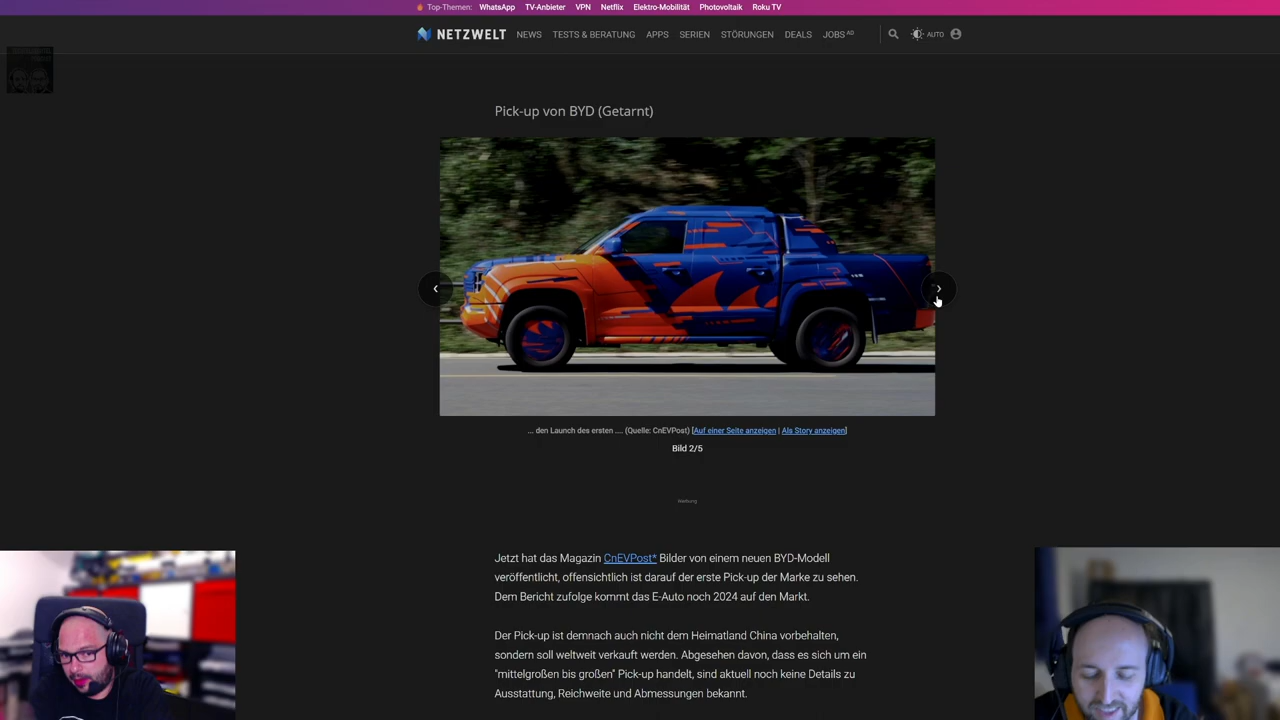 Top-Themen: WhatsApp TV-Anbieter VPN Netflix Elektro-Mobilität Photovoltaik Roku TV
NETZWELT NEWS TESTS & BERATUNG APPS SERIEN STÖRUNGEN DEALS JOBS AD AUTO
Pick-up von BYD (Getarnt)
... den Launch des ersten .... (Quelle: CnEVPost) [Auf einer Seite anzeigen | Als Story anzeigen]
Bild 2/5
Werbung
Jetzt hat das Magazin CnEVPost* Bilder von einem neuen BYD-Modell
veröffentlicht, offensichtlich ist darauf der erste Pick-up der Marke zu sehen.
Dem Bericht zufolge kommt das E-Auto noch 2024 auf den Markt.
Der Pick-up ist demnach auch nicht dem Heimatland China vorbehalten,
sondern soll weltweit verkauft werden. Abgesehen davon, dass es sich um ein
"mittelgroßen bis großen" Pick-up handelt, sind aktuell noch keine Details zu
Ausstattung, Reichweite und Abmessungen bekannt.